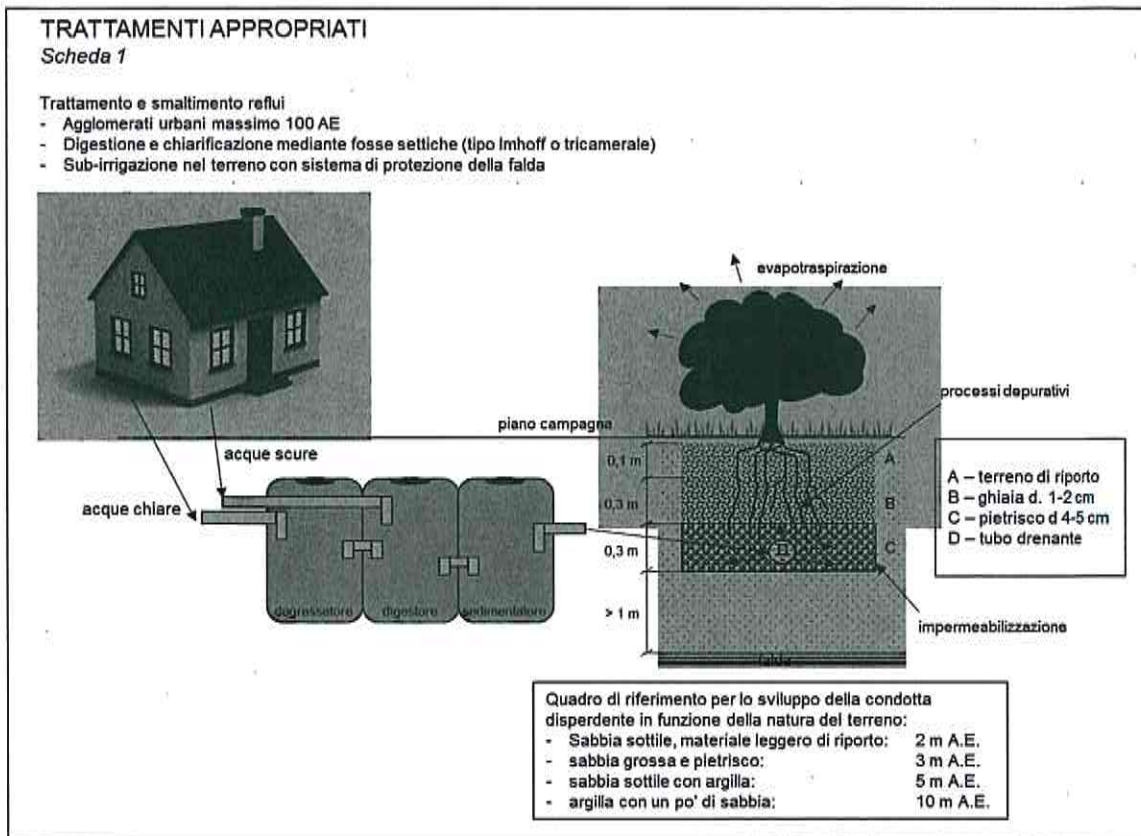 TRATTAMENTI APPROPRIATI
Scheda 1
Trattamento e smaltimento reflui
- Agglomerati urbani massimo 100 AE
- Digestione e chiarificazione mediante fosse settiche (tipo Imhoff o tricamerale)
- Sub-irrigazione nel terreno con sistema di protezione della falda
evapotraspirazione
processi depurativi
piano campagna
acque scure
acque chiare
0,1 m
A
0,3 m
B
0,3 m
C
D
> 1 m
A – terreno di riporto
B – ghiaia d. 1-2 cm
C – pietrisco d 4-5 cm
D – tubo drenante
degrassatore
digestore
sedimentatore
impermeabilizzazione
falda
Quadro di riferimento per lo sviluppo della condotta
disperdente in funzione della natura del terreno:
- Sabbia sottile, materiale leggero di riporto: 2 m A.E.
- sabbia grossa e pietrisco: 3 m A.E.
- sabbia sottile con argilla: 5 m A.E.
- argilla con un po' di sabbia: 10 m A.E.